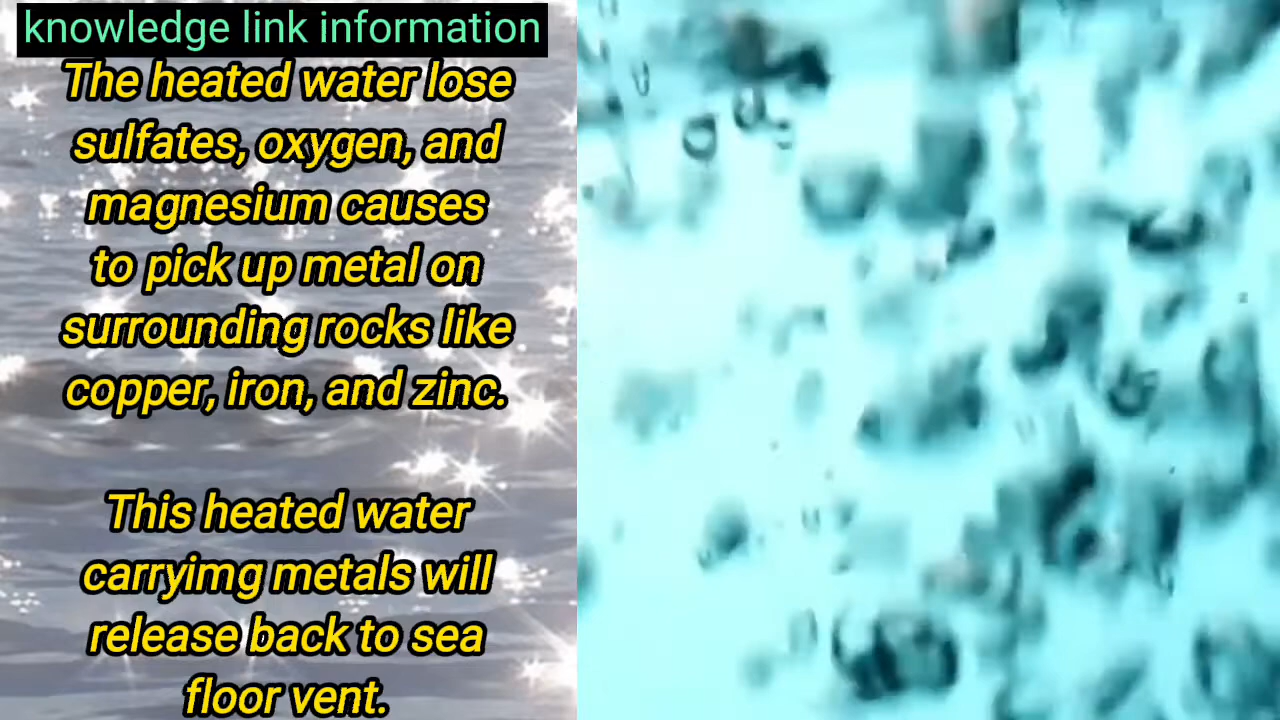 knowledge link information
The heated water lose
sulfates, oxygen, and
magnesium causes
to pick up metal on
surrounding rocks like
copper, iron, and zinc.
This heated water
carryimg metals will
release back to sea
floor vent.